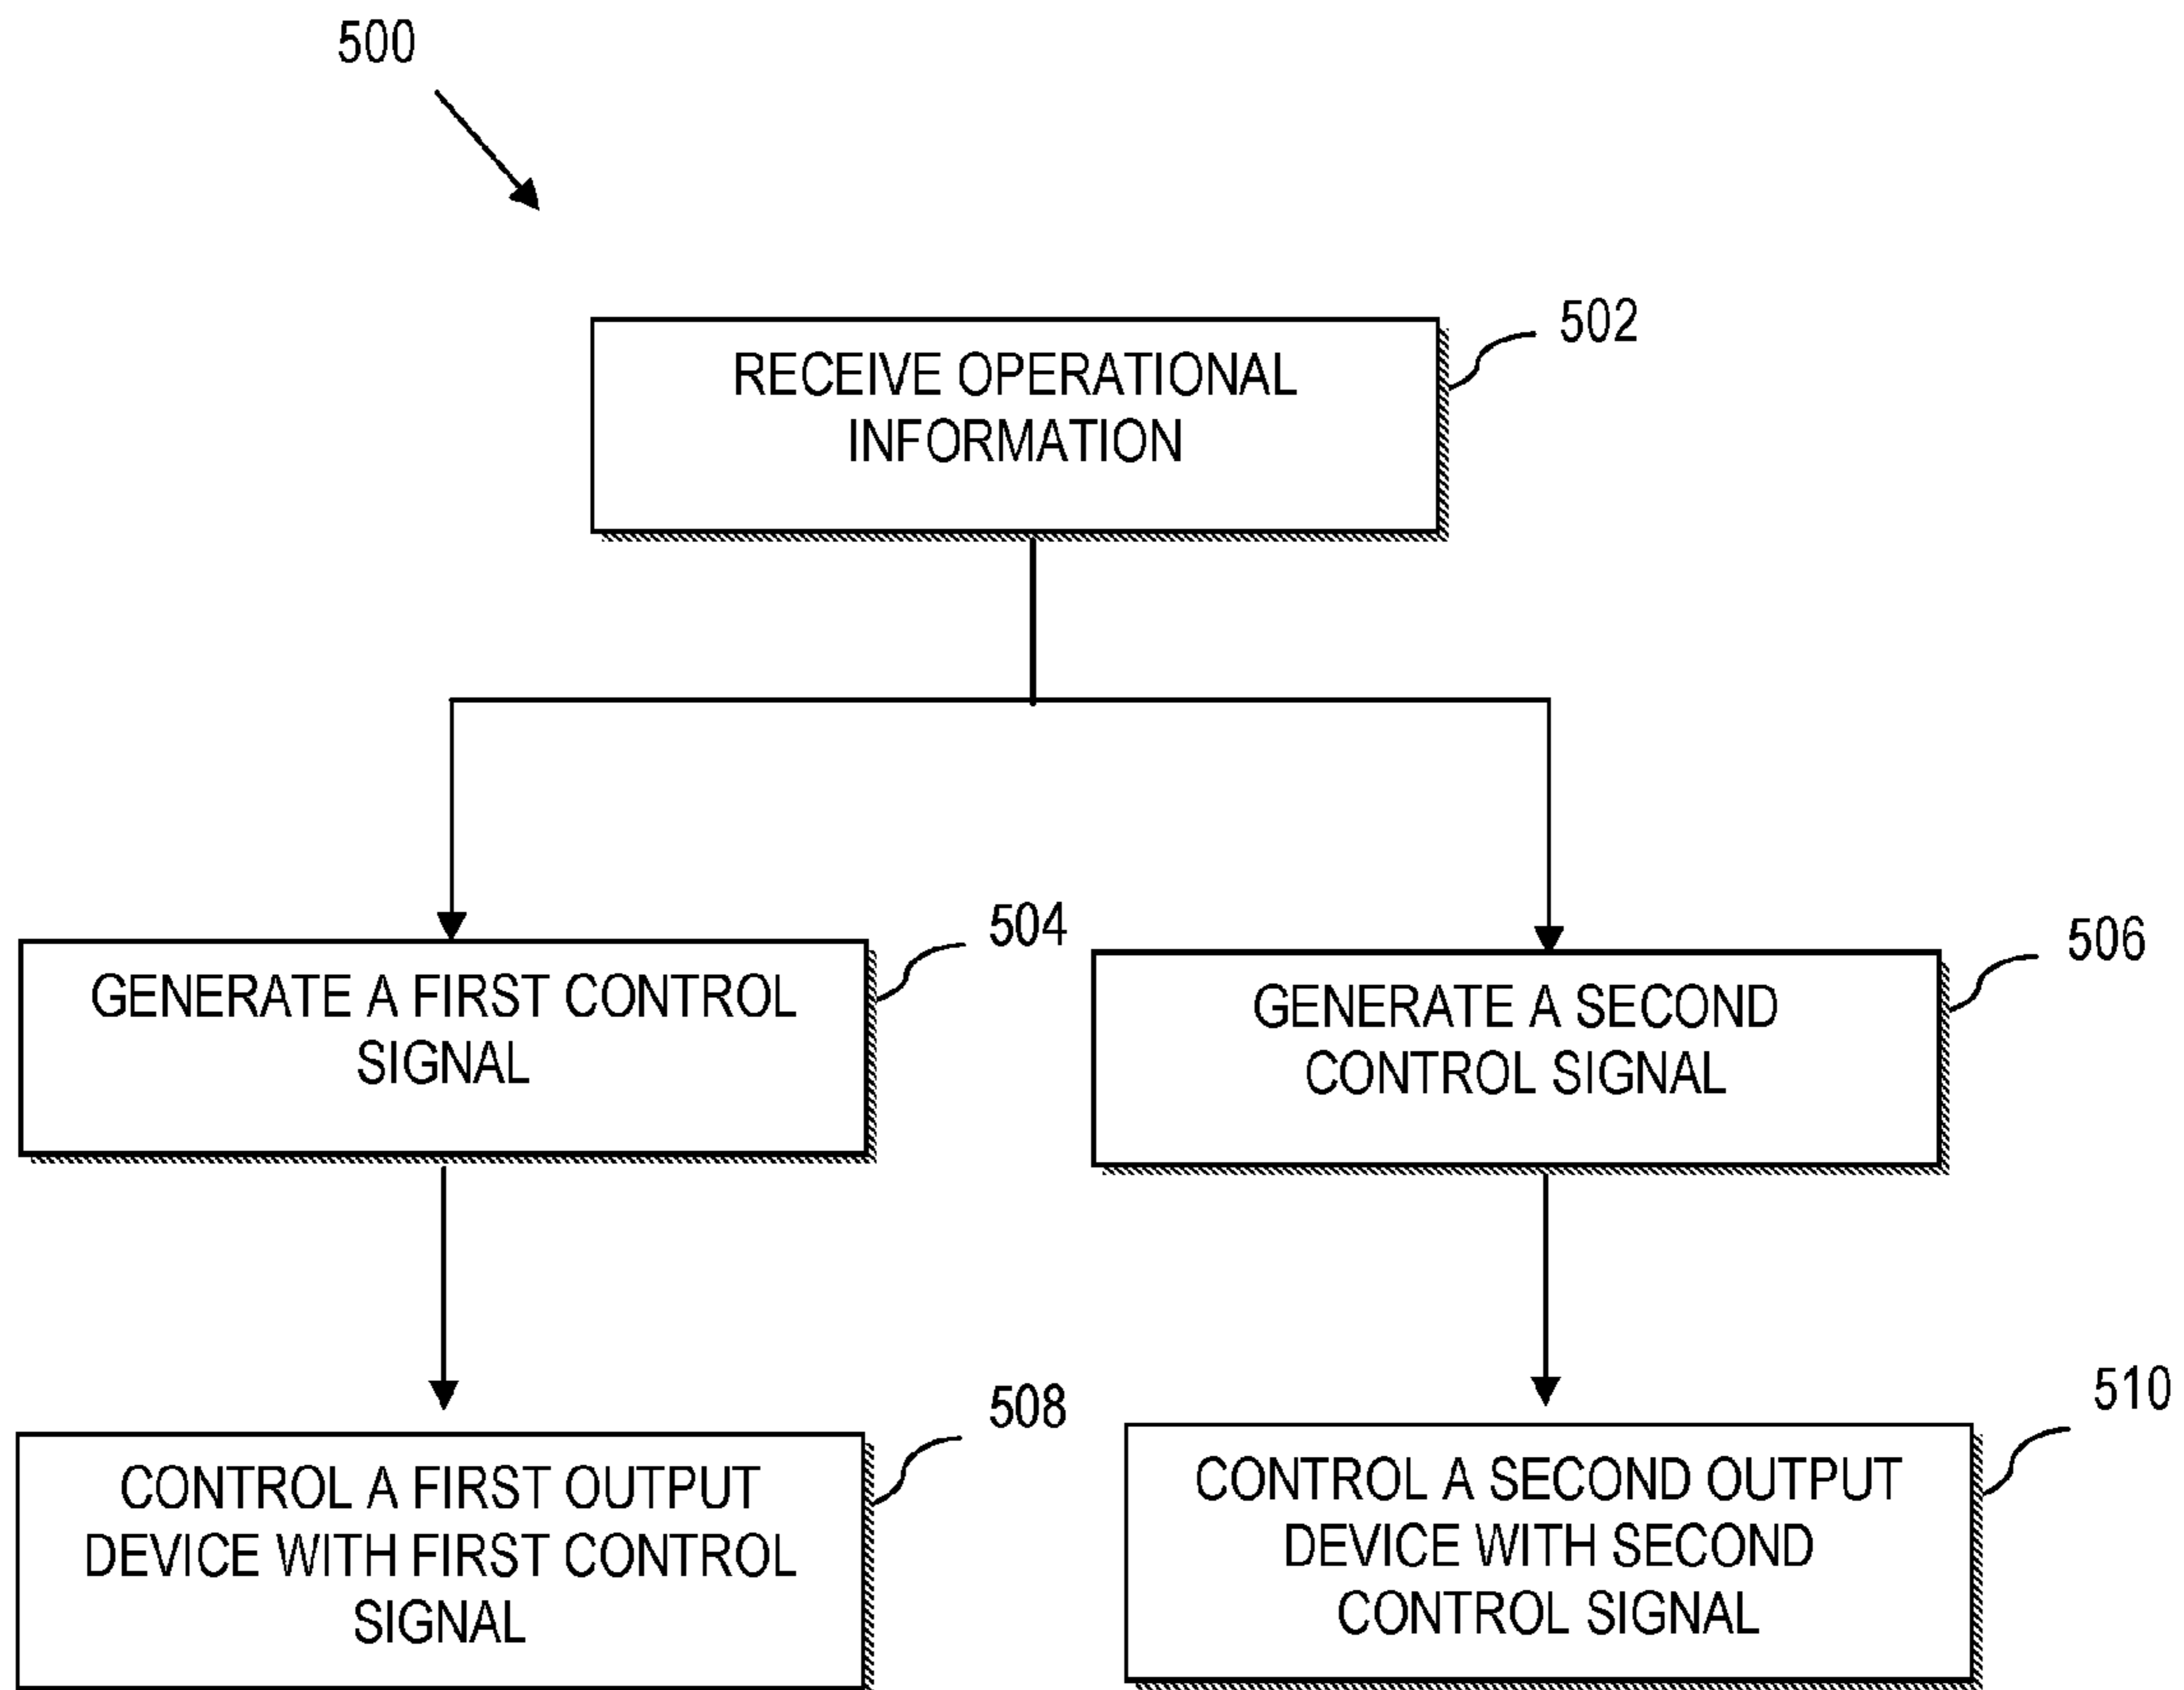 500
502
RECEIVE OPERATIONAL
INFORMATION
504
GENERATE A FIRST CONTROL
SIGNAL
506
GENERATE A SECOND
CONTROL SIGNAL
508
CONTROL A FIRST OUTPUT
DEVICE WITH FIRST CONTROL
SIGNAL
510
CONTROL A SECOND OUTPUT
DEVICE WITH SECOND
CONTROL SIGNAL